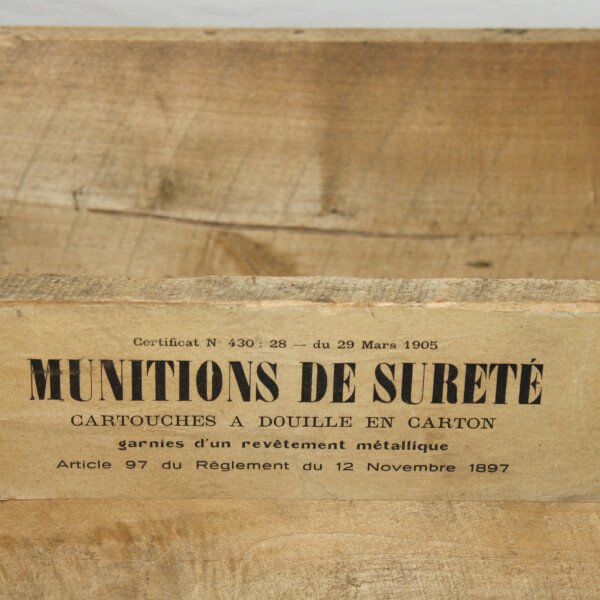 Certificat N 430 : 28 — du 29 Mars 1905
MUNITIONS DE SURETÉ
CARTOUCHES A DOUILLE EN CARTON
garnies d'un revêtement métallique
Article 97 du Règlement du 12 Novembre 1897